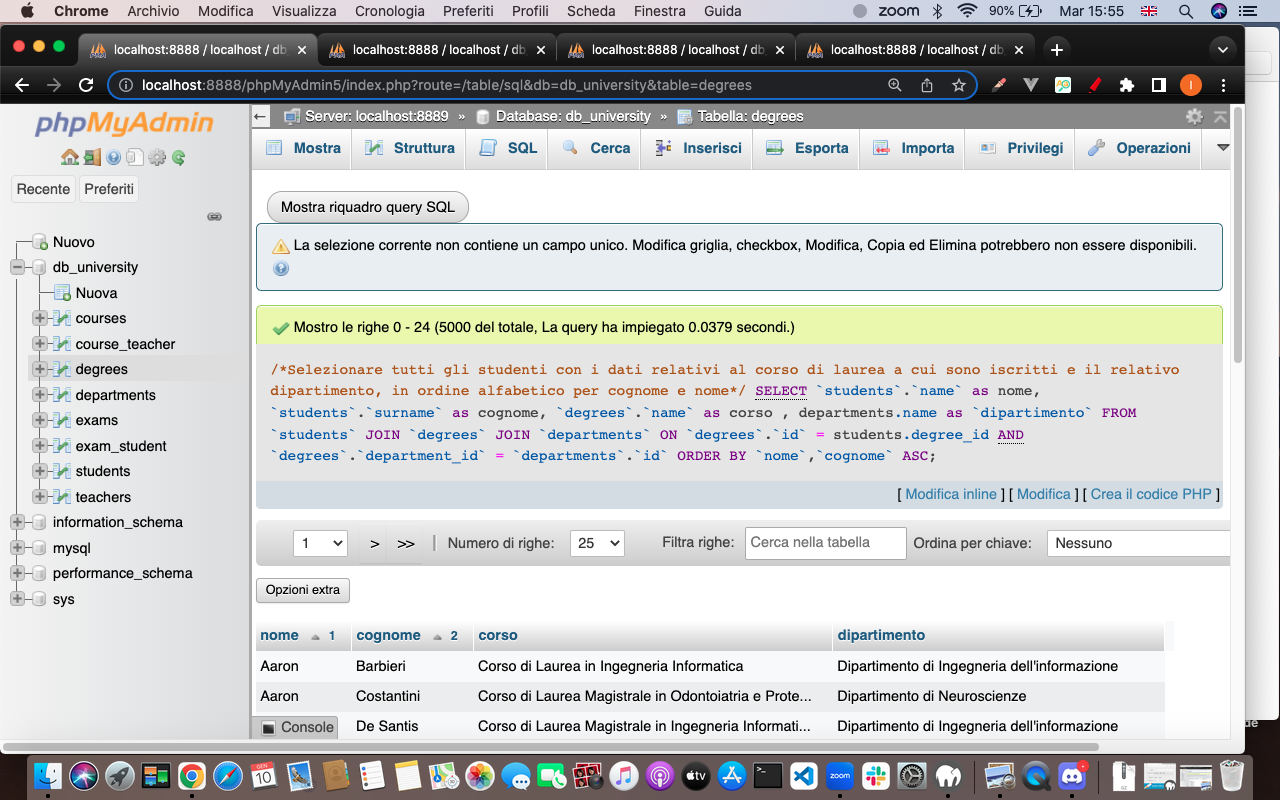 Chrome Archivio Modifica Visualizza Cronologia Preferiti Profili Scheda Finestra Guida zoom 90% Mar 15:55
localhost:8888 / localhost / db localhost:8888 / localhost / db localhost:8888 / localhost / db localhost:8888 / localhost / db
localhost:8888/phpMyAdmin5/index.php?route=/table/sql&db=db_university&table=degrees
phpMyAdmin
Recente Preferiti
Nuovo
db_university
Nuova
courses
course_teacher
degrees
departments
exams
exam_student
students
teachers
information_schema
mysql
performance_schema
sys
Server: localhost:8889 » Database: db_university » Tabella: degrees
Mostra Struttura SQL Cerca Inserisci Esporta Importa Privilegi Operazioni
Mostra riquadro query SQL
La selezione corrente non contiene un campo unico. Modifica griglia, checkbox, Modifica, Copia ed Elimina potrebbero non essere disponibili.
Mostro le righe 0 - 24 (5000 del totale, La query ha impiegato 0.0379 secondi.)
/*Selezionare tutti gli studenti con i dati relativi al corso di laurea a cui sono iscritti e il relativo
dipartimento, in ordine alfabetico per cognome e nome*/ SELECT `students`.`name` as nome,
`students`.`surname` as cognome, `degrees`.`name` as corso , departments.name as `dipartimento` FROM
`students` JOIN `degrees` JOIN `departments` ON `degrees`.`id` = students.degree_id AND
`degrees`.`department_id` = `departments`.`id` ORDER BY `nome`,`cognome` ASC;
[ Modifica inline ] [ Modifica ] [ Crea il codice PHP ]
1 > >> | Numero di righe: 25 Filtra righe: Cerca nella tabella Ordina per chiave: Nessuno
Opzioni extra
nome 1 cognome 2 corso dipartimento
Aaron Barbieri Corso di Laurea in Ingegneria Informatica Dipartimento di Ingegneria dell'informazione
Aaron Costantini Corso di Laurea Magistrale in Odontoiatria e Prote... Dipartimento di Neuroscienze
De Santis Corso di Laurea Magistrale in Ingegneria Informati... Dipartimento di Ingegneria dell'informazione
Console
GEN
10
tv
zoom